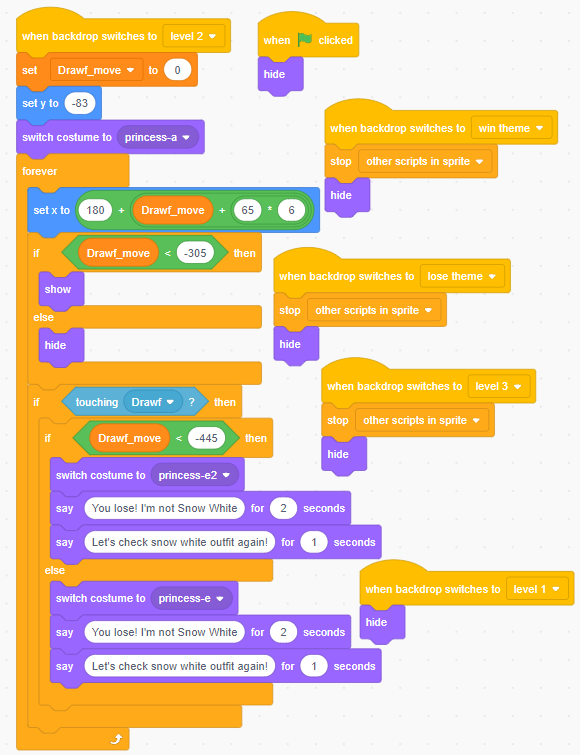 when backdrop switches to level 2
set Drawf_move to 0
set y to -83
switch costume to princess-a
forever
set x to 180 + Drawf_move + 65 * 6
if Drawf_move < -305 then
show
else
hide
if touching Drawf ? then
if Drawf_move < -445 then
switch costume to princess-e2
say You lose! I'm not Snow White for 2 seconds
say Let's check snow white outfit again! for 1 seconds
else
switch costume to princess-e
say You lose! I'm not Snow White for 2 seconds
say Let's check snow white outfit again! for 1 seconds
when clicked
hide
when backdrop switches to win theme
stop other scripts in sprite
hide
when backdrop switches to lose theme
stop other scripts in sprite
hide
when backdrop switches to level 3
stop other scripts in sprite
hide
when backdrop switches to level 1
hide